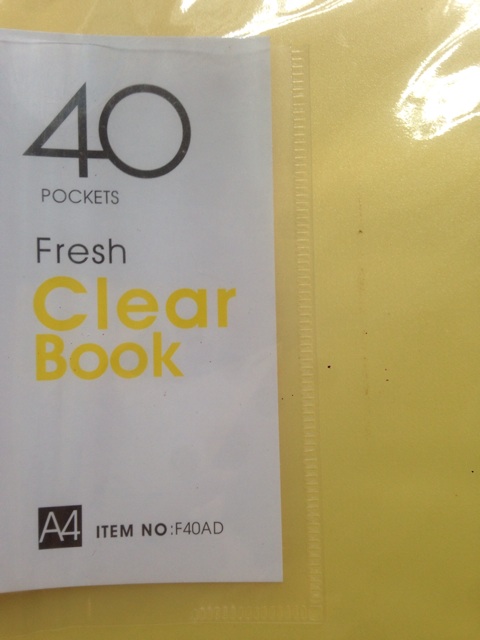 40
POCKETS
Fresh
Clear
Book
A4 ITEM NO:F40AD